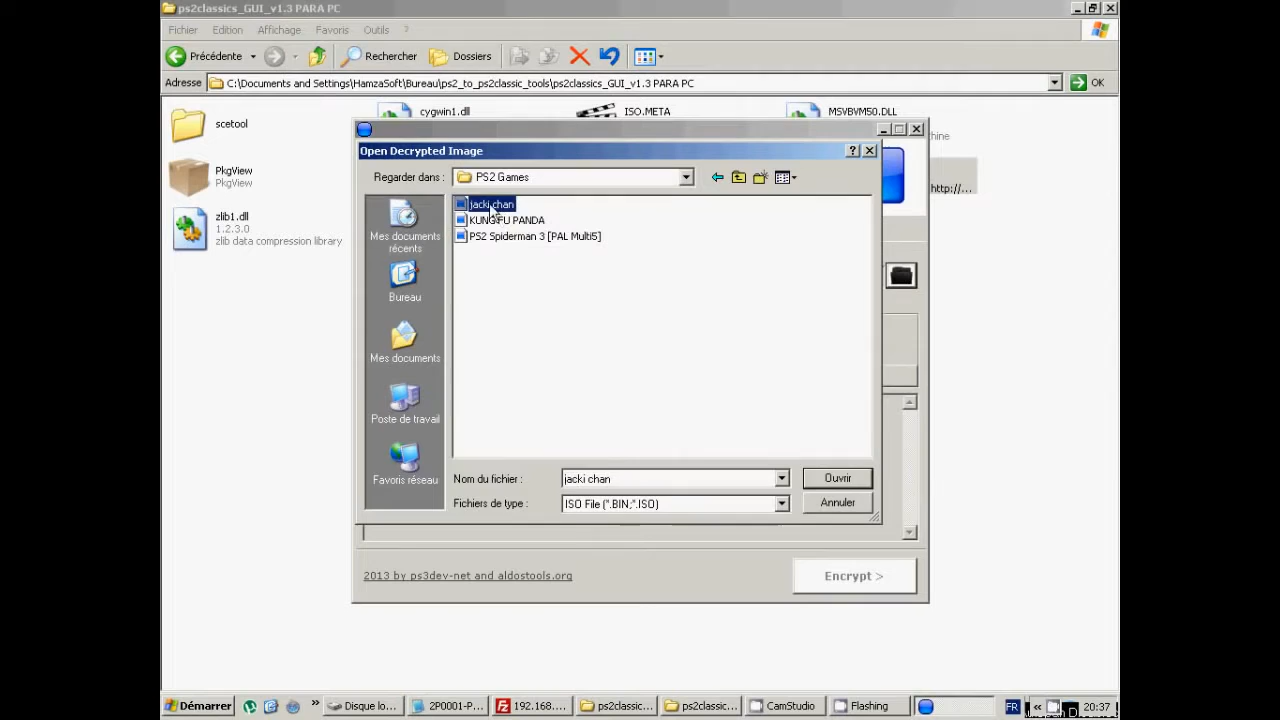 ps2classics_GUI_v1.3 PARA PC
Fichier Edition Affichage Favoris Outils
Précédente Rechercher Dossiers
Adresse C:\Documents and Settings\HamzaSoft\Bureau\ps2_to_ps2classic_tools\ps2classics_GUI_v1.3 PARA PC OK
scetool
cygwin1.dll
ISO.META
MSVBVM50.DLL
hine
PkgView
PkgView
http://...
zlib1.dll
1.2.3.0
zlib data compression library
Open Decrypted Image
Regarder dans : PS2 Games
jacki chan
KUNG FU PANDA
PS2 Spiderman 3 [PAL Multi5]
Mes documents
récents
Bureau
Mes documents
Poste de travail
Favoris réseau
Nom du fichier : jacki chan Ouvrir
Fichiers de type : ISO File (*.BIN;*.ISO) Annuler
2013 by ps3dev-net and aldostools.org
Encrypt >
Démarrer » Disque lo... 2P0001-P... 192.168.... ps2classic... ps2classic... CamStudio Flashing FR « 20:37